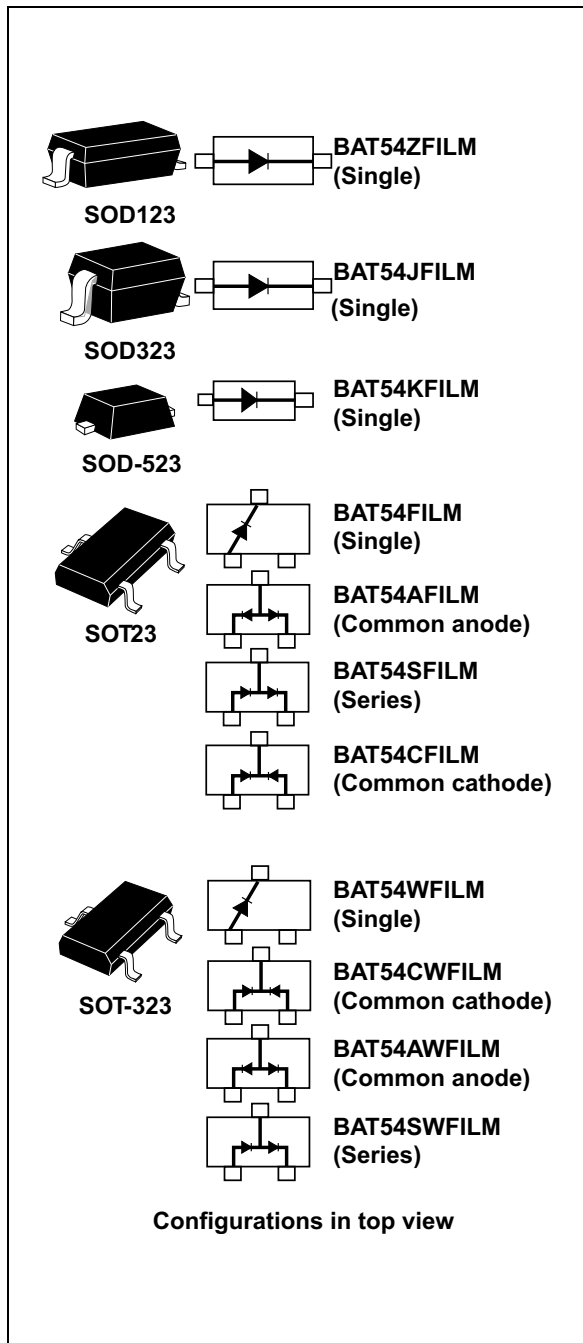 BAT54ZFILM
(Single)
SOD123
BAT54JFILM
(Single)
SOD323
BAT54KFILM
(Single)
SOD-523
BAT54FILM
(Single)
BAT54AFILM
(Common anode)
SOT23
BAT54SFILM
(Series)
BAT54CFILM
(Common cathode)
BAT54WFILM
(Single)
BAT54CWFILM
(Common cathode)
SOT-323
BAT54AWFILM
(Common anode)
BAT54SWFILM
(Series)
Configurations in top view